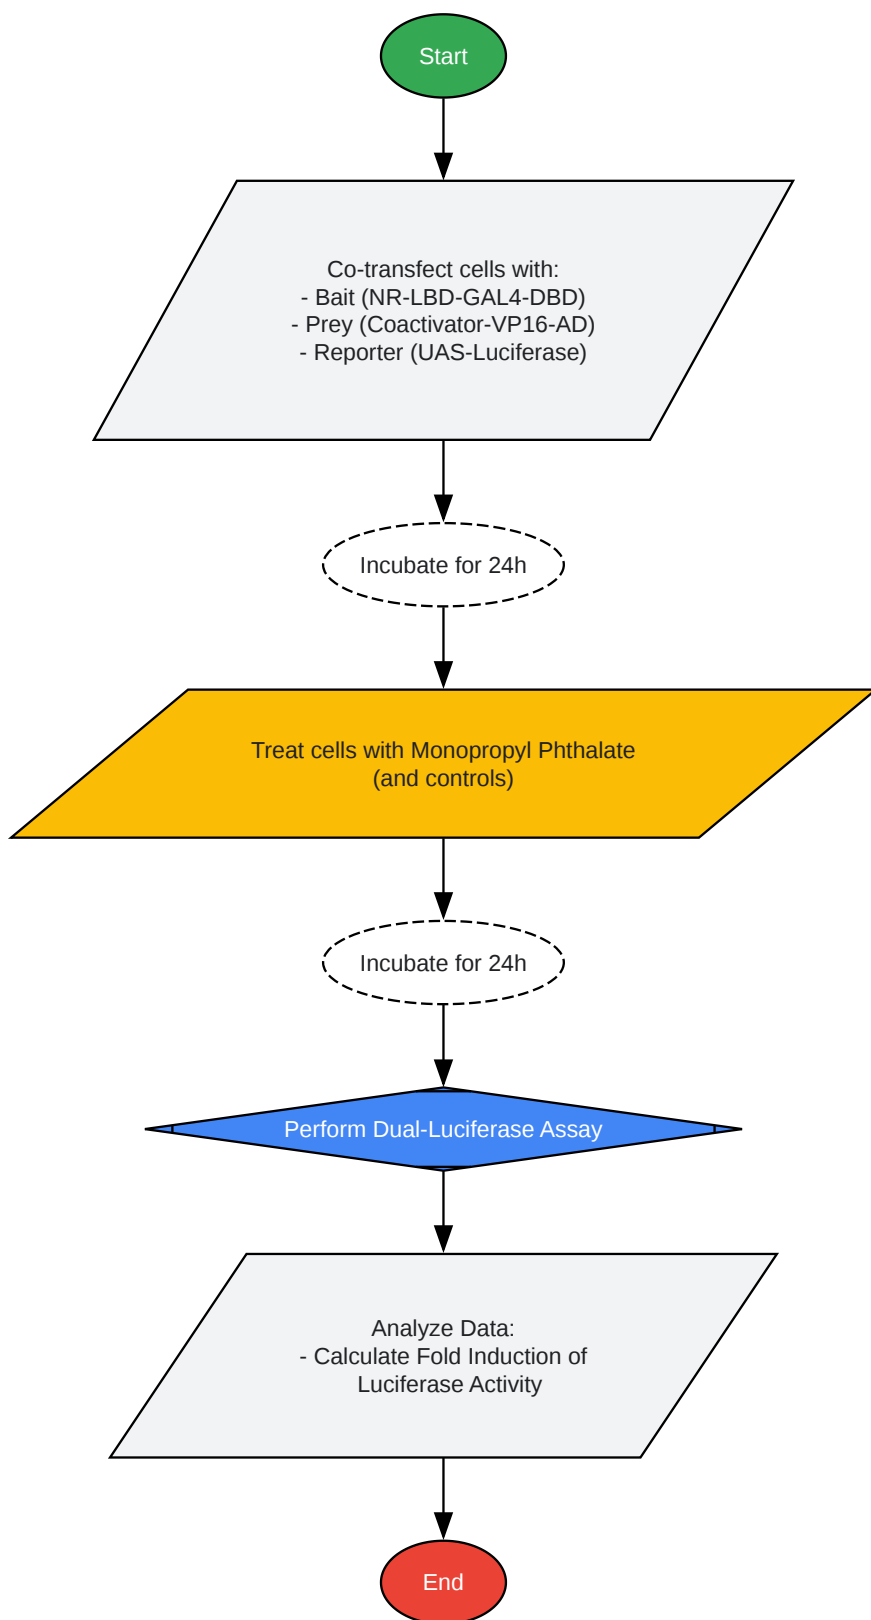 Start
Co-transfect cells with:
- Bait (NR-LBD-GAL4-DBD)
- Prey (Coactivator-VP16-AD)
- Reporter (UAS-Luciferase)
Incubate for 24h
Treat cells with Monopropyl Phthalate
(and controls)
Incubate for 24h
Perform Dual-Luciferase Assay
Analyze Data:
- Calculate Fold Induction of
Luciferase Activity
End